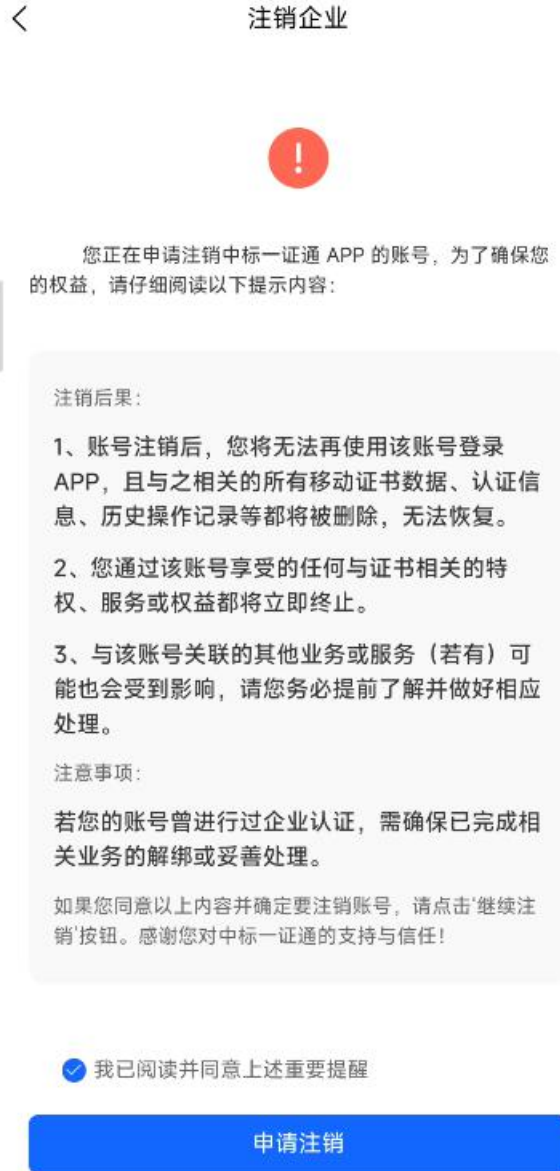 注销企业
您正在申请注销中标一证通 APP 的账号，为了确保您
的权益，请仔细阅读以下提示内容：
注销后果：
1、账号注销后，您将无法再使用该账号登录
APP，且与之相关的所有移动证书数据、认证信
息、历史操作记录等都将被删除，无法恢复。
2、您通过该账号享受的任何与证书相关的特
权、服务或权益都将立即终止。
3、与该账号关联的其他业务或服务（若有）可
能也会受到影响，请您务必提前了解并做好相应
处理。
注意事项：
若您的账号曾进行过企业认证，需确保已完成相
关业务的解绑或妥善处理。
如果您同意以上内容并确定要注销账号，请点击'继续注
销'按钮。感谢您对中标一证通的支持与信任！
我已阅读并同意上述重要提醒
申请注销